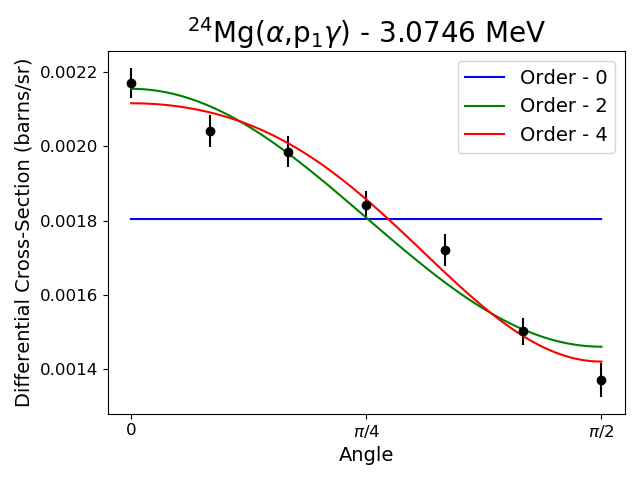 ²⁴Mg(α,p₁γ) - 3.0746 MeV
Differential Cross-Section (barns/sr)
0.0022
0.0020
0.0018
0.0016
0.0014
Order - 0
Order - 2
Order - 4
0
π/4
π/2
Angle